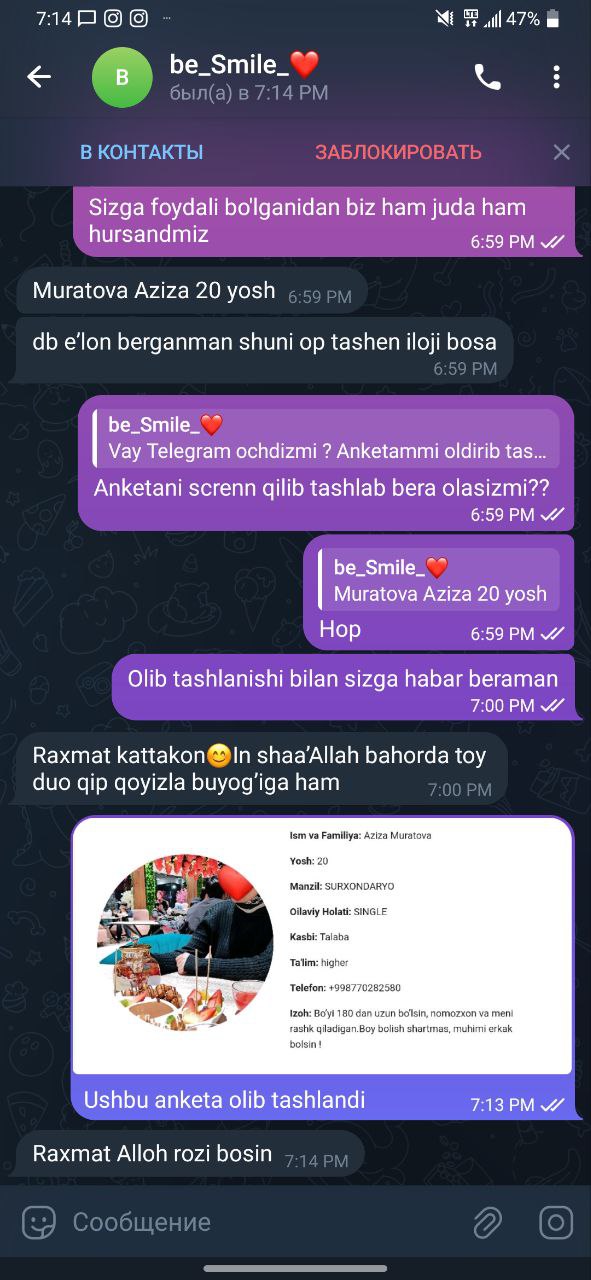 7:14
LTE
47%
B
be_Smile_❤️
был(а) в 7:14 PM
В КОНТАКТЫ
ЗАБЛОКИРОВАТЬ
Sizga foydali bo'lganidan biz ham juda ham
hursandmiz
6:59 PM
Muratova Aziza 20 yosh
6:59 PM
db e’lon berganman shuni op tashen iloji bosa
6:59 PM
be_Smile_❤️
Vay Telegram ochdizmi ? Anketammi oldirib tas...
Anketani screnn qilib tashlab bera olasizmi??
6:59 PM
be_Smile_❤️
Muratova Aziza 20 yosh
Hop
6:59 PM
Olib tashlanishi bilan sizga habar beraman
7:00 PM
Raxmat kattakon😊In shaa’Allah bahorda toy
duo qip qoyizla buyog’iga ham
7:00 PM
Ism va Familiya: Aziza Muratova
Yosh: 20
Manzil: SURXONDARYO
Oilaviy Holati: SINGLE
Kasbi: Talaba
Ta'lim: higher
Telefon: +998770282580
Izoh: Bo’yi 180 dan uzun bo’lsin, nomozxon va meni
rashk qiladigan.Boy bolish shartmas, muhimi erkak
bolsin !
Ushbu anketa olib tashlandi
7:13 PM
Raxmat Alloh rozi bosin
7:14 PM
Сообщение